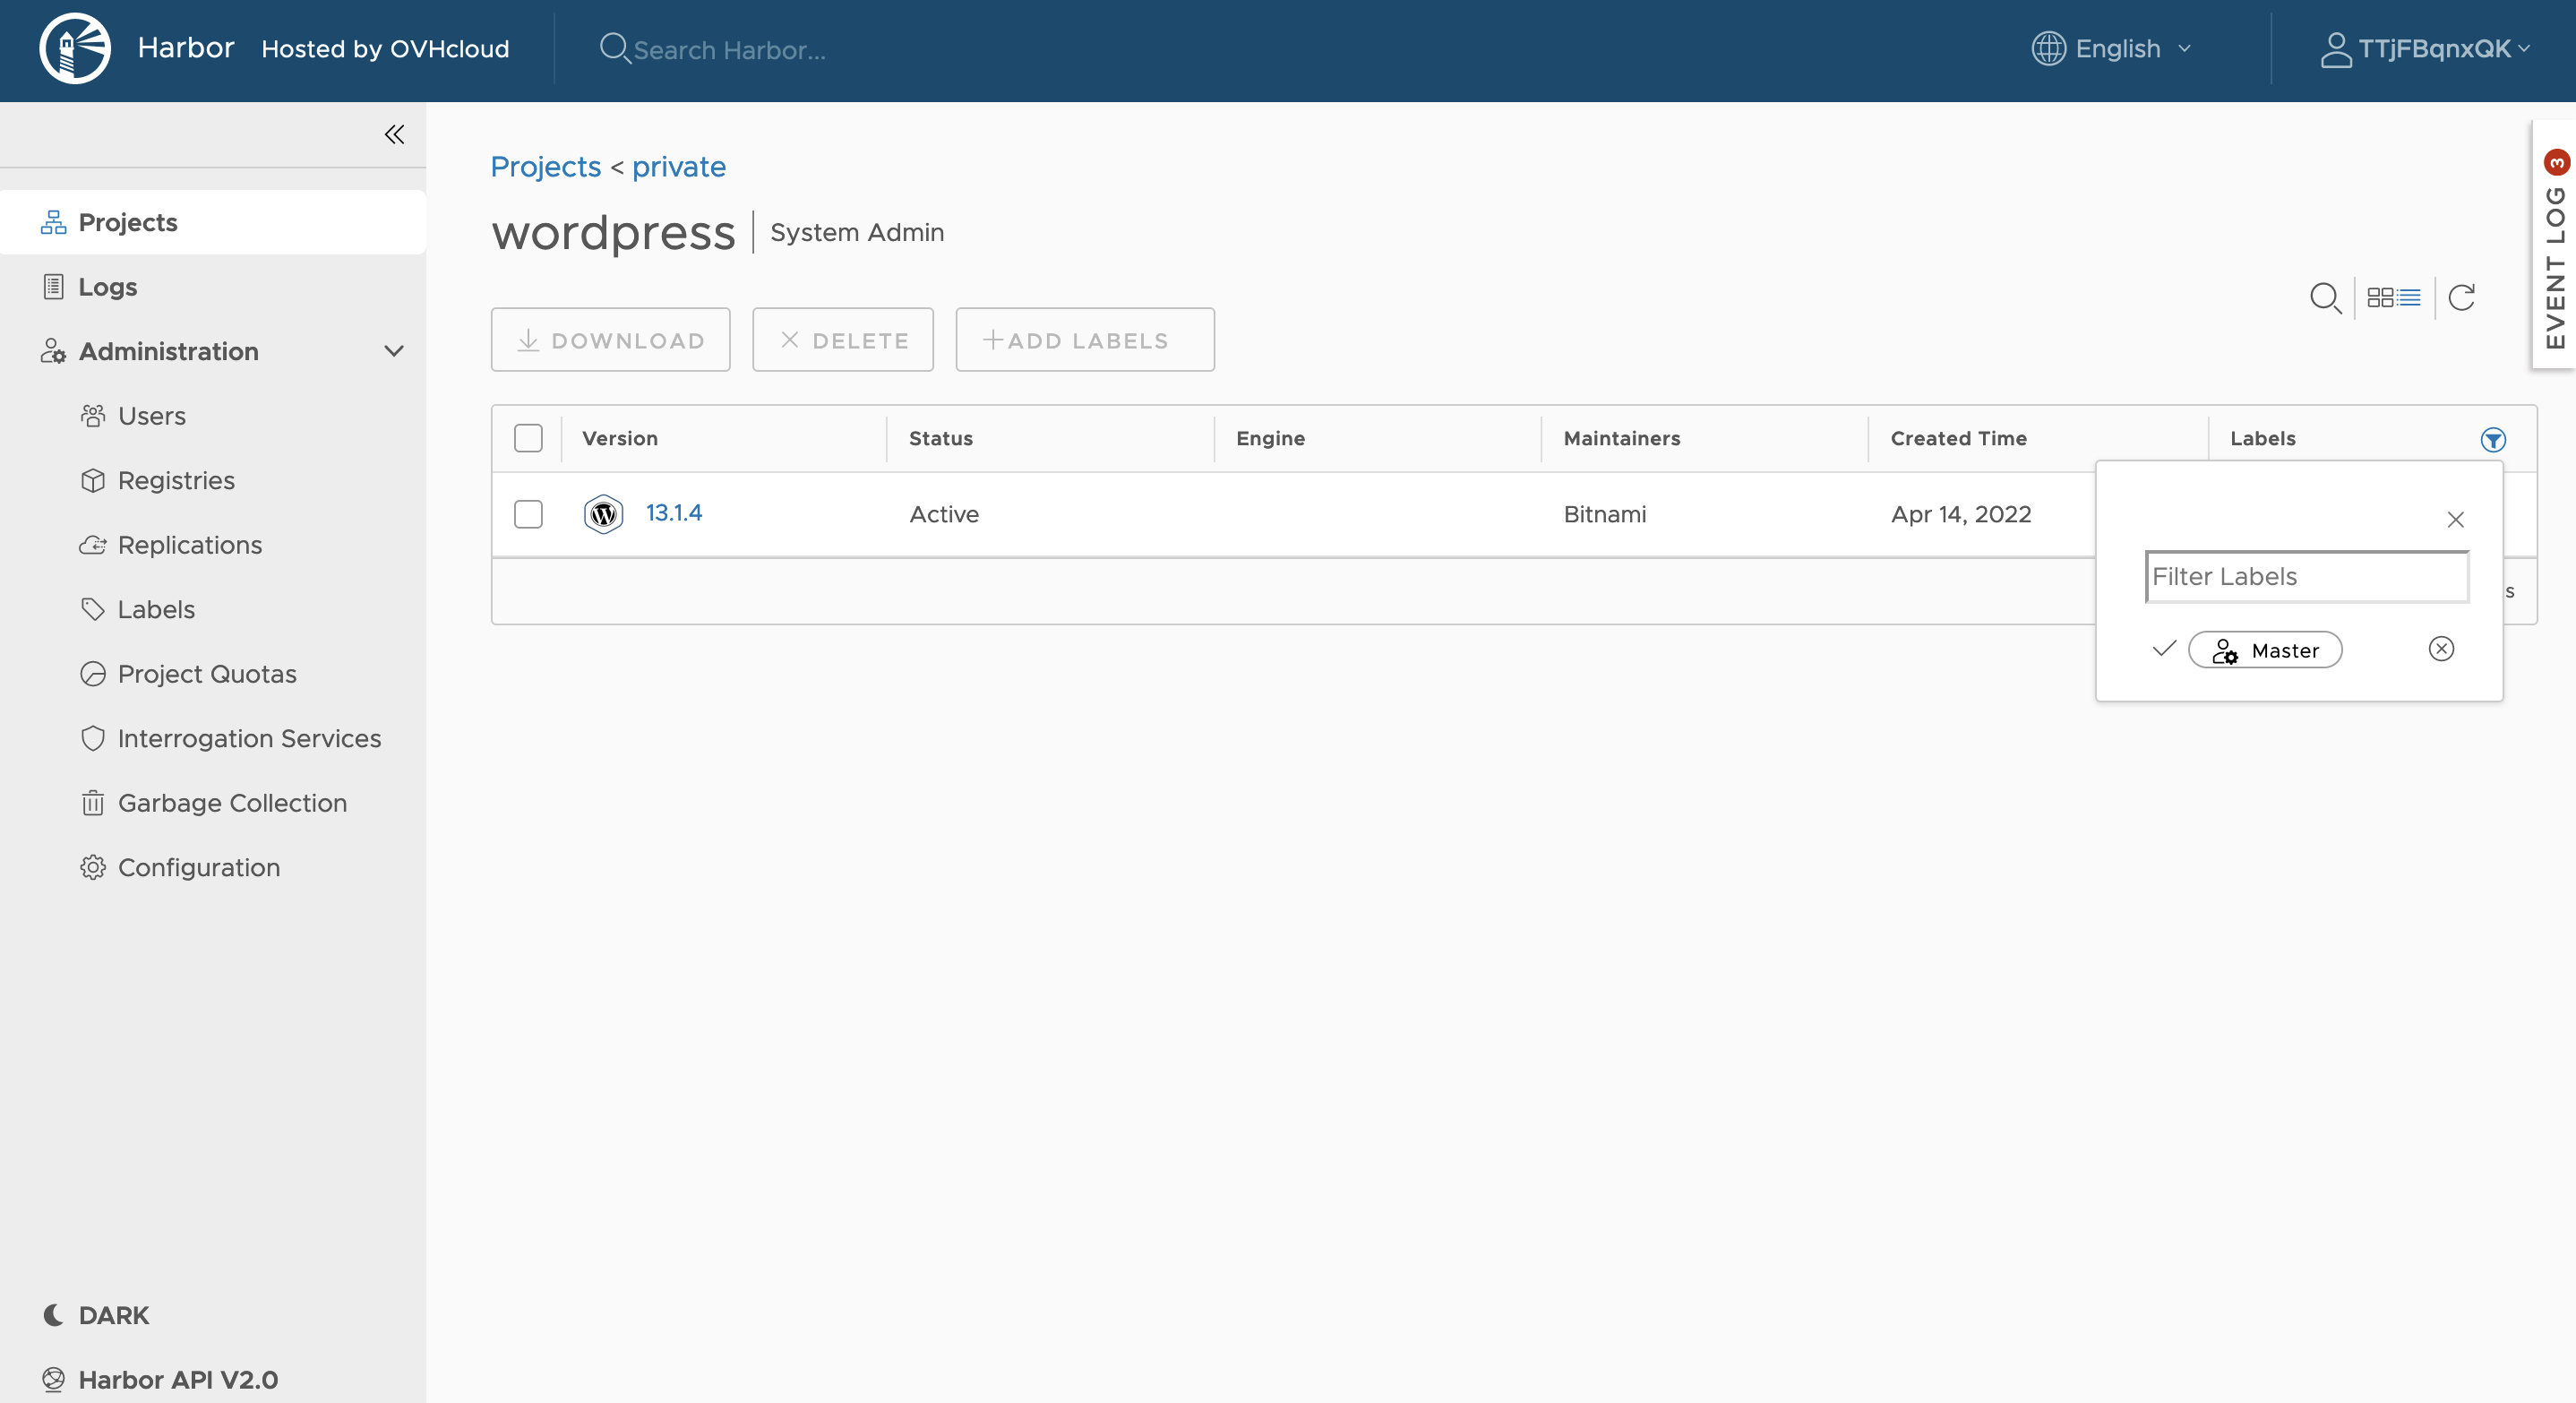 Harbor Hosted by OVHcloud Search Harbor... English TTjFBqnxQK
Projects
Logs
Administration
Users
Registries
Replications
Labels
Project Quotas
Interrogation Services
Garbage Collection
Configuration
DARK
Harbor API V2.0
Projects < private
wordpress System Admin
DOWNLOAD DELETE ADD LABELS
Version Status Engine Maintainers Created Time Labels
13.1.4 Active Bitnami Apr 14, 2022
Filter Labels
s
Master
EVENT LOG 3